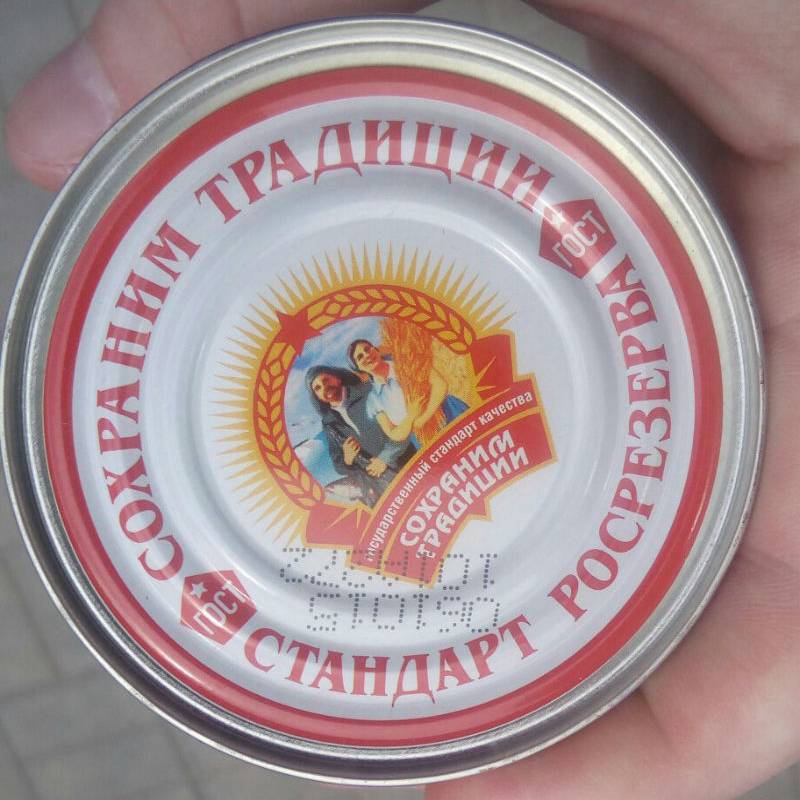 СОХРАНИМ ТРАДИЦИИ
ГОСТ
СТАНДАРТ РОСРЕЗЕРВА
ГОСТ
государственный стандарт качества
СОХРАНИМ
ТРАДИЦИИ